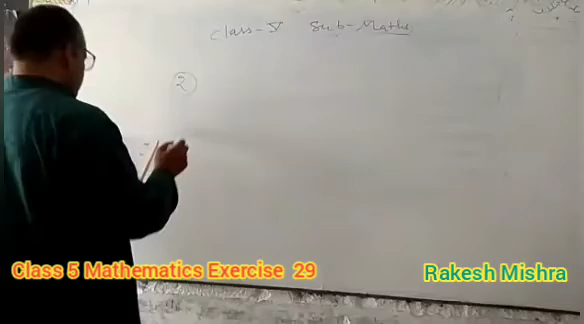 Class-V Sub-Maths
2
Class 5 Mathematics Exercise 29
Rakesh Mishra